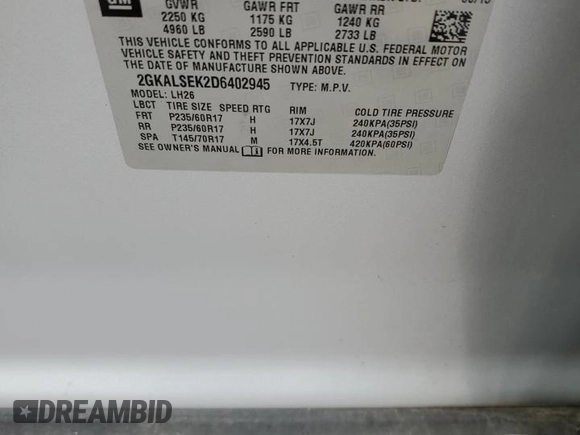 GM
GVWR GAWR FRT GAWR RR
2250 KG 1175 KG 1240 KG
4960 LB 2590 LB 2733 LB
THIS VEHICLE CONFORMS TO ALL APPLICABLE U.S. FEDERAL MOTOR
VEHICLE SAFETY AND THEFT PREVENTION STANDARDS IN EFFECT ON
THE DATE OF MANUFACTURE SHOWN ABOVE.
2GKALSEK2D6402945 TYPE: M.P.V.
MODEL: LH26
LBCT TIRE SIZE SPEED RTG RIM COLD TIRE PRESSURE
FRT P235/60R17 H 17X7J 240KPA(35PSI)
RR P235/60R17 H 17X7J 240KPA(35PSI)
SPA T145/70R17 M 17X4.5T 420KPA(60PSI)
SEE OWNER'S MANUAL FOR MORE INFORMATION.
DREAMBID